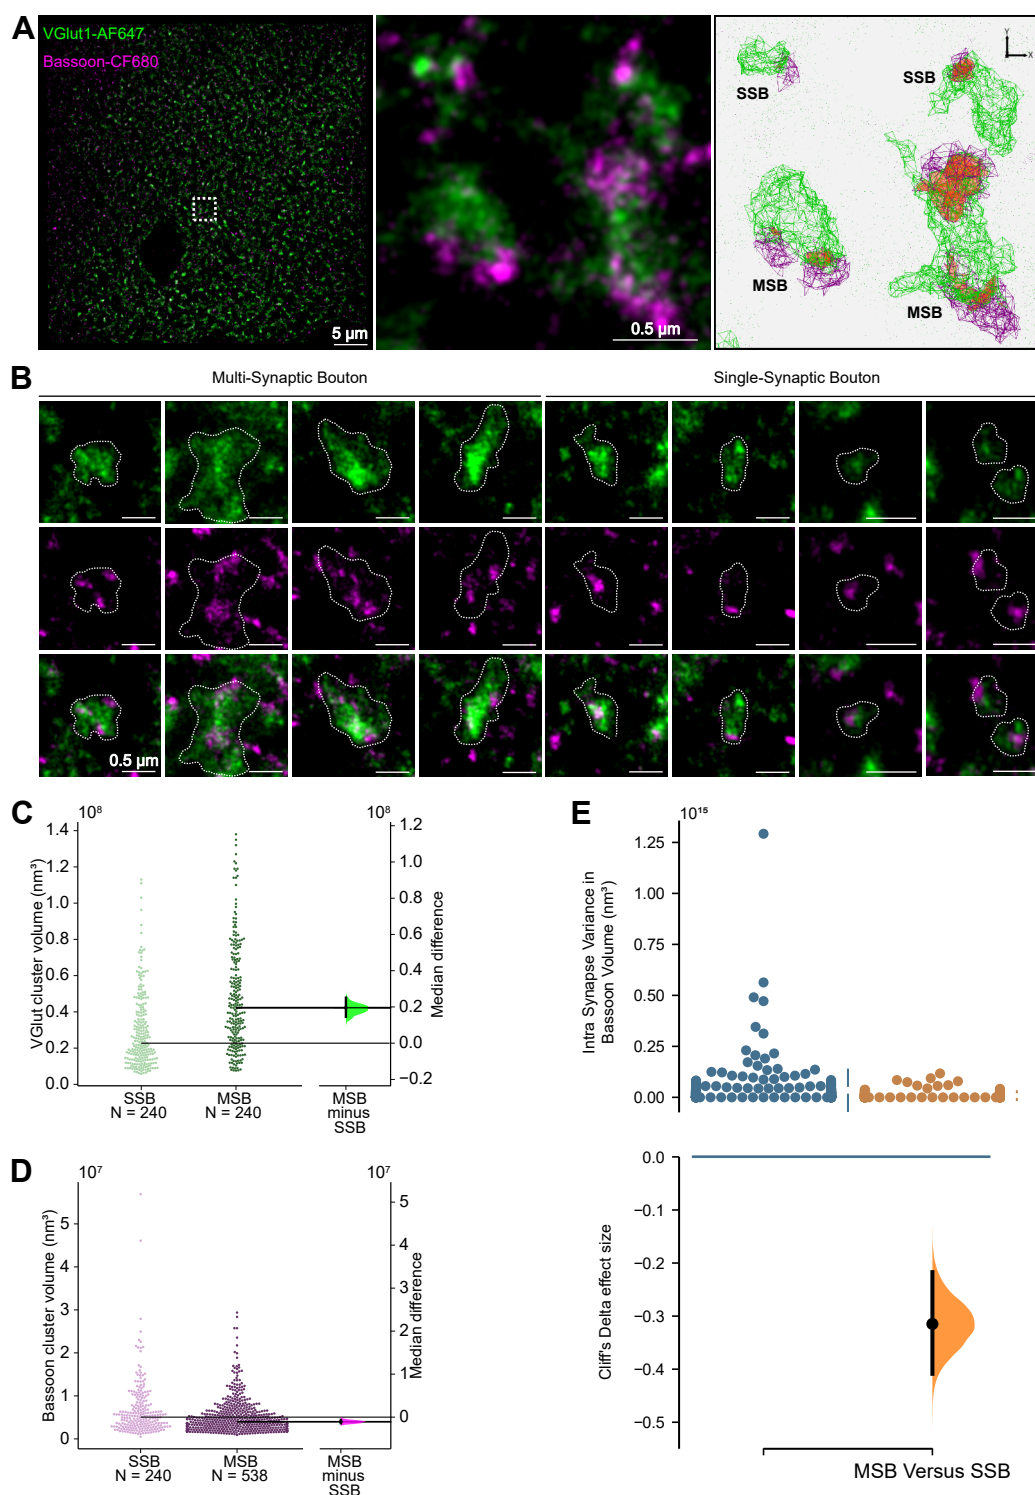 A
VGlut1-AF647
Bassoon-CF680
5 µm
0.5 µm
Y
X
SSB
SSB
MSB
MSB
B
Multi-Synaptic Bouton
Single-Synaptic Bouton
0.5 µm
C
10⁸
10⁸
VGlut cluster volume (nm³)
1.4
1.2
1.0
0.8
0.6
0.4
0.2
0.0
1.2
1.0
0.8
0.6
0.4
0.2
0.0
−0.2
Median difference
SSB
N = 240
MSB
N = 240
MSB
minus
SSB
D
10⁷
10⁷
Bassoon cluster volume (nm³)
5
4
3
2
1
0
5
4
3
2
1
0
Median difference
SSB
N = 240
MSB
N = 538
MSB
minus
SSB
E
10¹⁵
Intra Synapse Variance in
Bassoon Volume (nm³)
1.25
1.00
0.75
0.50
0.25
0.00
Cliff's Delta effect size
0.0
−0.1
−0.2
−0.3
−0.4
−0.5
MSB Versus SSB